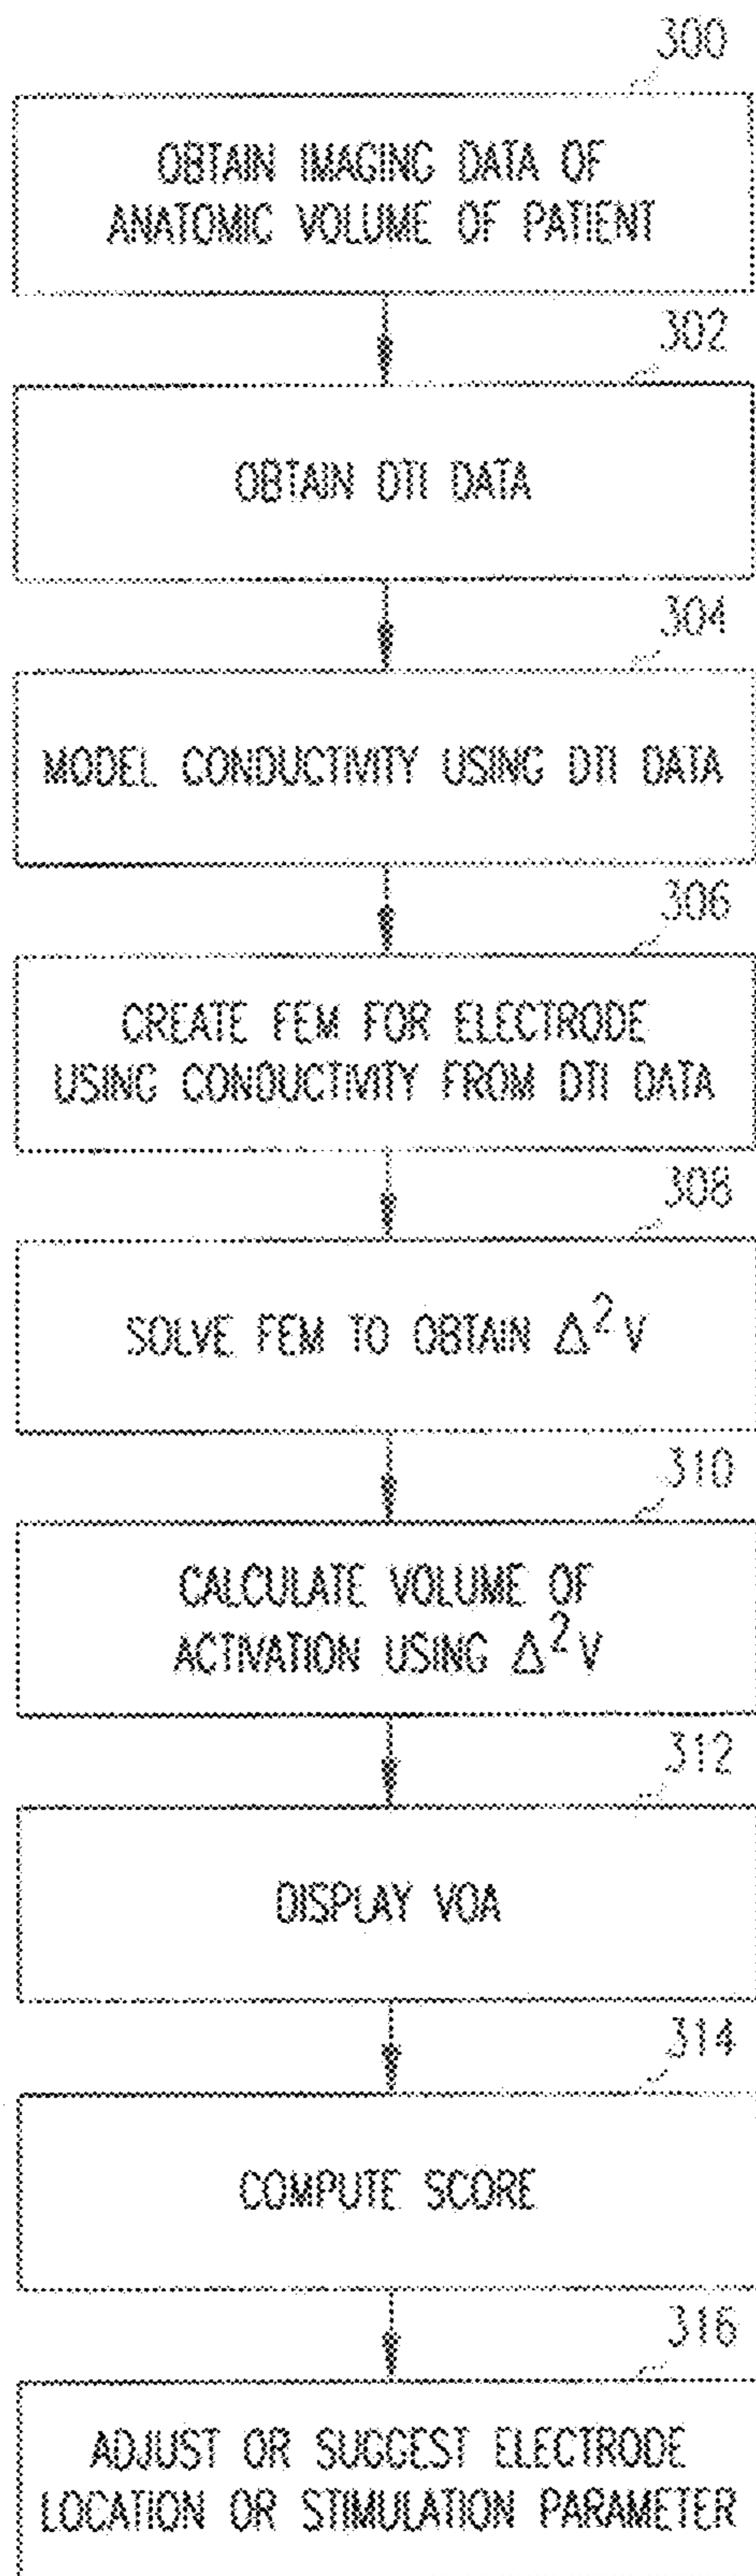 300
OBTAIN IMAGING DATA OF
ANATOMIC VOLUME OF PATIENT
302
OBTAIN DTI DATA
304
MODEL CONDUCTIVITY USING DTI DATA
306
CREATE FEM FOR ELECTRODE
USING CONDUCTIVITY FROM DTI DATA
308
SOLVE FEM TO OBTAIN Δ²V
310
CALCULATE VOLUME OF
ACTIVATION USING Δ²V
312
DISPLAY VOA
314
COMPUTE SCORE
316
ADJUST OR SUGGEST ELECTRODE
LOCATION OR STIMULATION PARAMETER